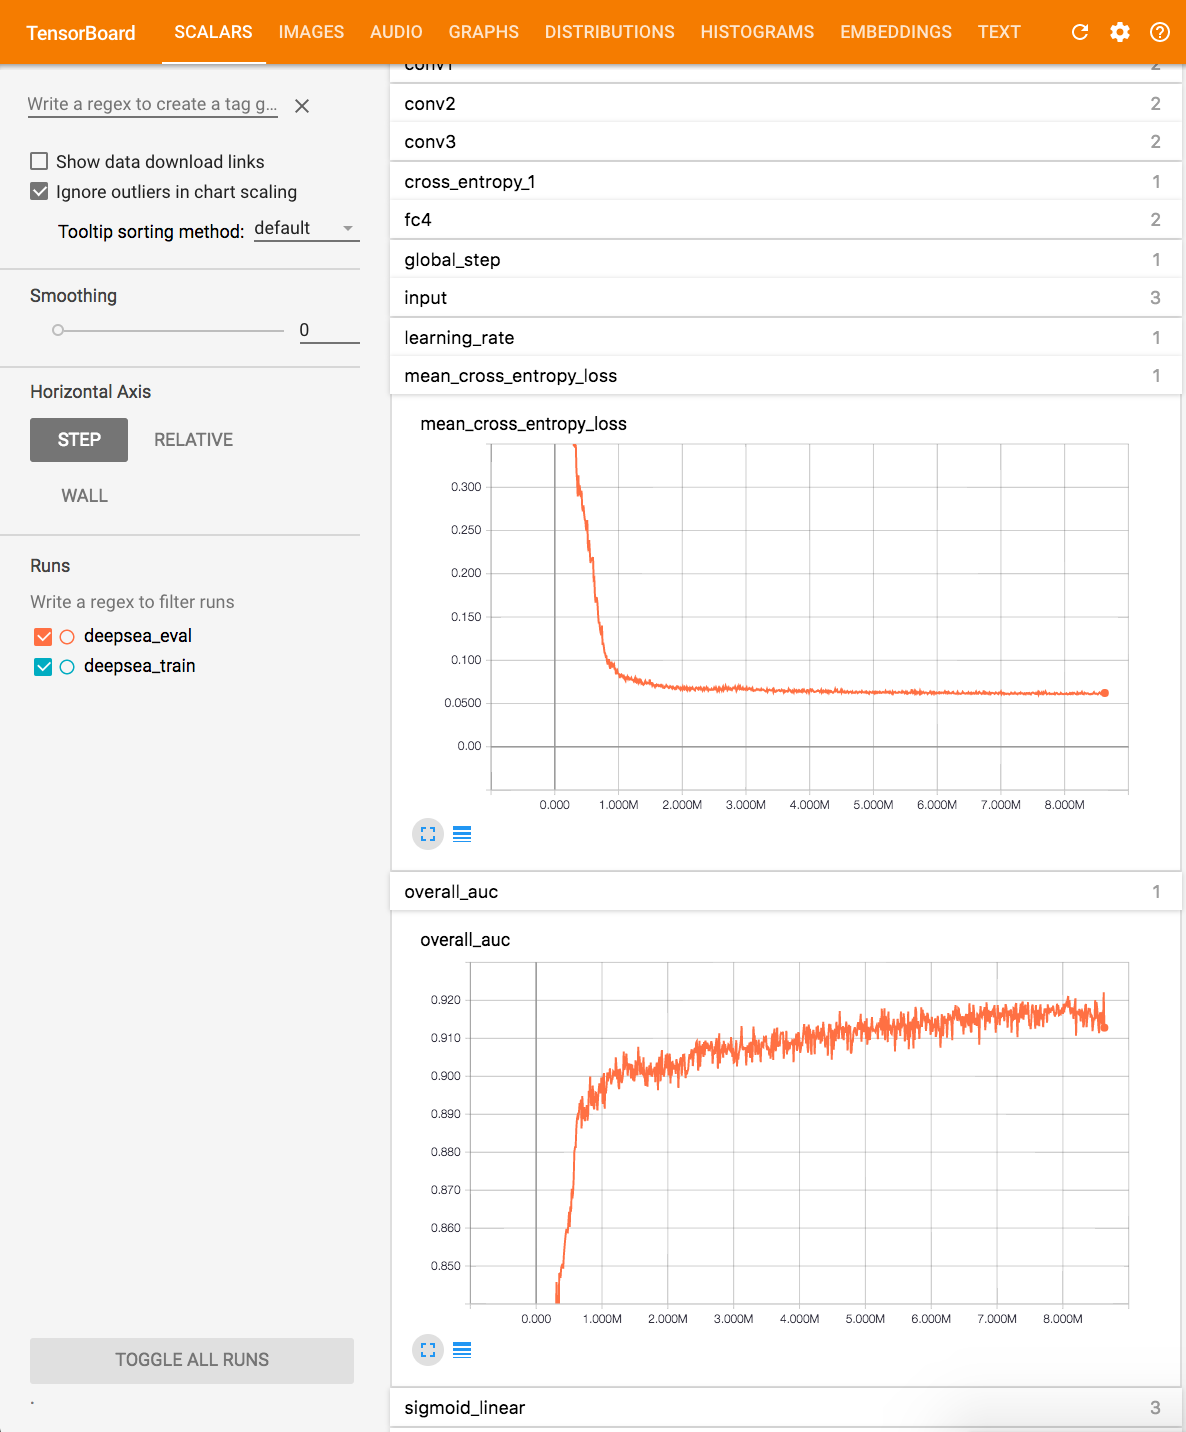 TensorBoard SCALARS IMAGES AUDIO GRAPHS DISTRIBUTIONS HISTOGRAMS EMBEDDINGS TEXT
Write a regex to create a tag g...
Show data download links
Ignore outliers in chart scaling
Tooltip sorting method: default
Smoothing
0
Horizontal Axis
STEP RELATIVE
WALL
Runs
Write a regex to filter runs
deepsea_eval
deepsea_train
TOGGLE ALL RUNS
.
conv1 2
conv2 2
conv3 2
cross_entropy_1 1
fc4 2
global_step 1
input 3
learning_rate 1
mean_cross_entropy_loss 1
mean_cross_entropy_loss
0.300
0.250
0.200
0.150
0.100
0.0500
0.00
0.000 1.000M 2.000M 3.000M 4.000M 5.000M 6.000M 7.000M 8.000M
overall_auc 1
overall_auc
0.920
0.910
0.900
0.890
0.880
0.870
0.860
0.850
0.000 1.000M 2.000M 3.000M 4.000M 5.000M 6.000M 7.000M 8.000M
sigmoid_linear 3